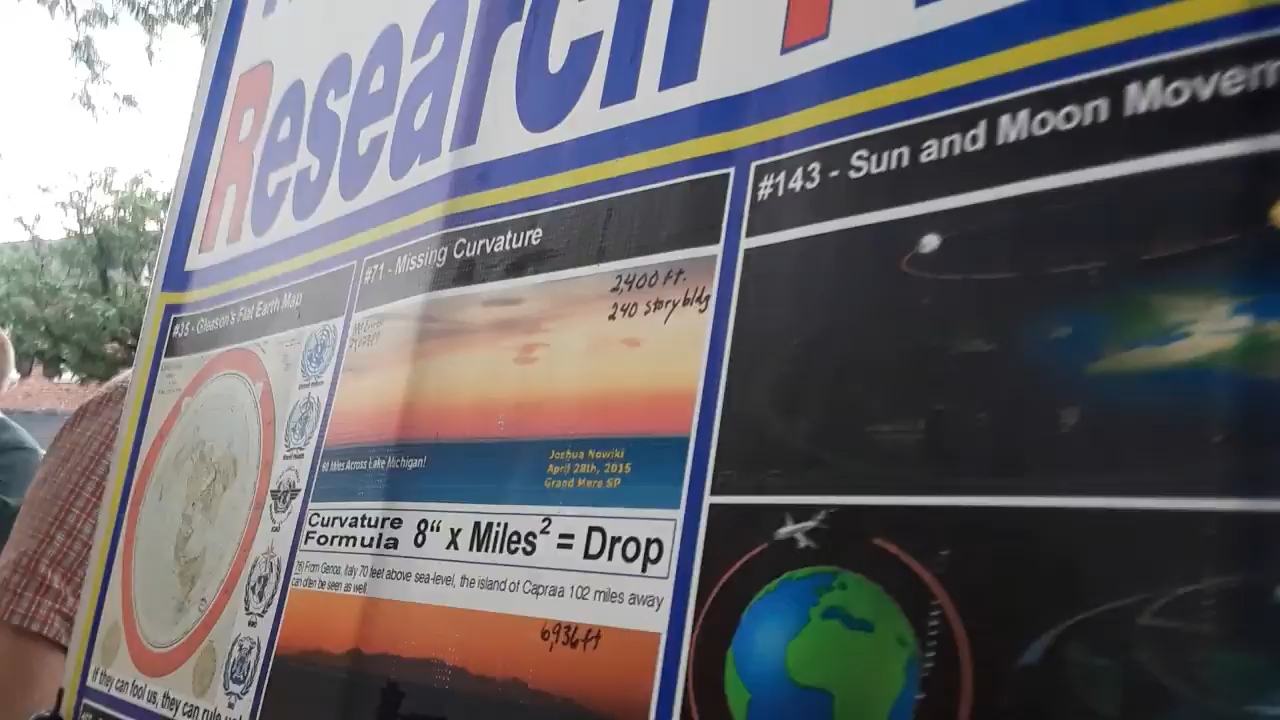 Research
#35 - Gleason's Flat Earth Map
If they can fool us, they can rule us!
#71 - Missing Curvature
2,400 ft.
240 story bldg
60 Miles Across Lake Michigan!
Joshua Nowiki
April 28th, 2015
Grand Mere SP
Curvature
Formula
8“ x Miles² = Drop
From Genoa, Italy 70 feet above sea-level, the island of Capraia 102 miles away
can often be seen as well.
6,936 ft
#143 - Sun and Moon Movem